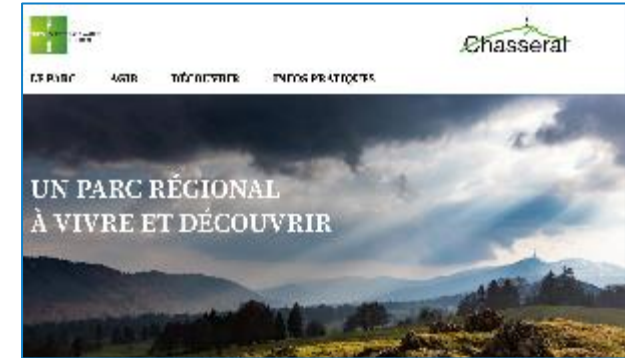 Chasseral
LE PARC AGIR DÉCOUVRIR INFOS PRATIQUES
UN PARC RÉGIONAL
À VIVRE ET DÉCOUVRIR